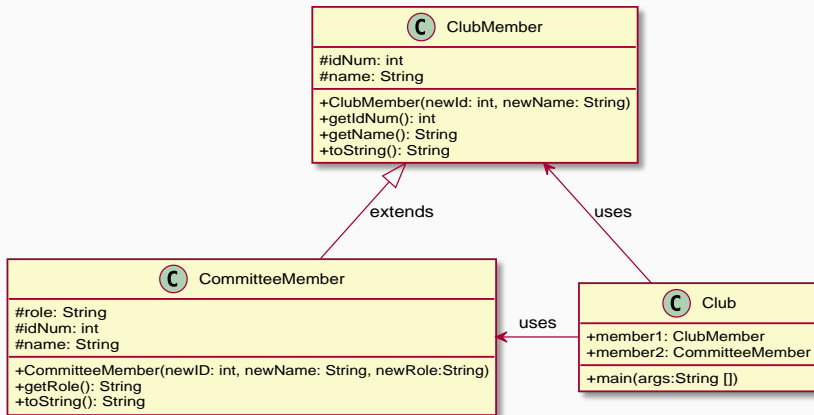 C ClubMember
#idNum: int
#name: String
+ClubMember(newId: int, newName: String)
+getIdNum(): int
+getName(): String
+toString(): String
extends
uses
C CommitteeMember
#role: String
#idNum: int
#name: String
+CommitteeMember(newID: int, newName: String, newRole:String)
+getRole(): String
+toString(): String
uses
C Club
+member1: ClubMember
+member2: CommitteeMember
+main(args:String [])